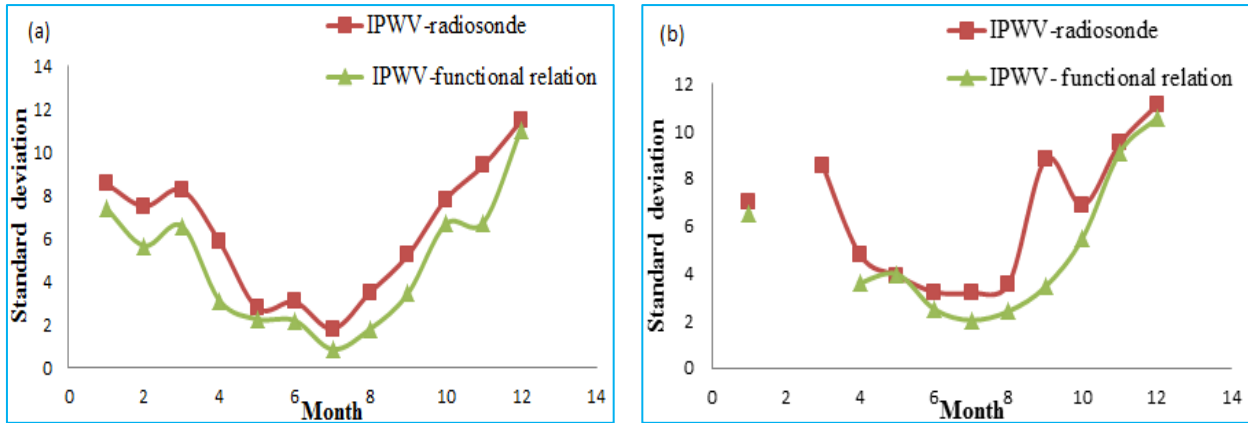 (a)
IPWV-radiosonde
IPWV-functional relation
Standard deviation
14
12
10
8
6
4
2
0
0 2 4 6 8 10 12 14
Month
(b)
IPWV-radiosonde
IPWV- functional relation
Standard deviation
12
10
8
6
4
2
0
0 2 4 6 8 10 12 14
Month